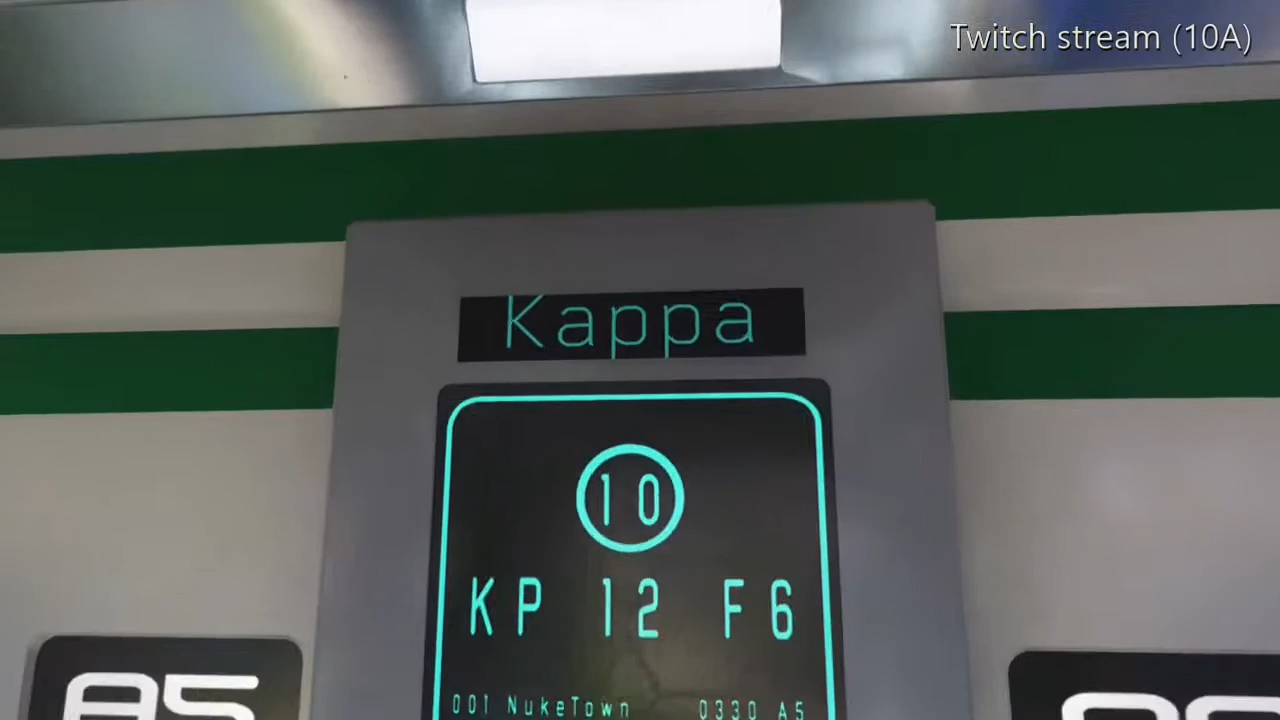 Twitch stream (10A)
Kappa
10
KP 12 F6
001 NukeTown 0330 A5
A5